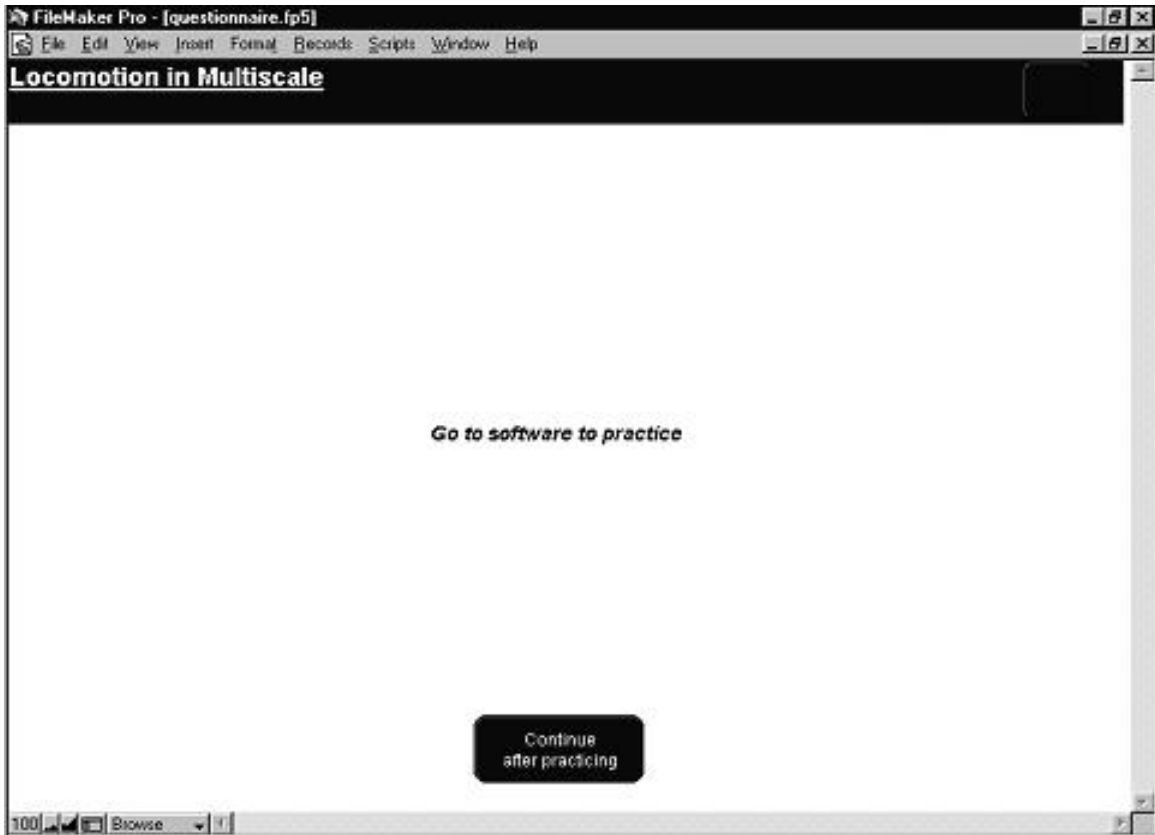 FileMaker Pro - [questionnaire.fp5]
File Edit View Insert Format Records Scripts Window Help
Locomotion in Multiscale
Go to software to practice
Continue
after practicing
100 Browse